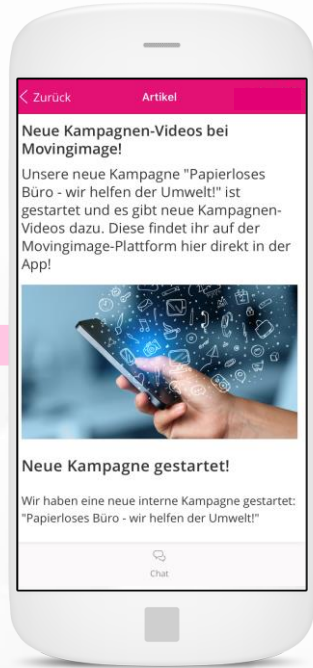 Zurück
Artikel
Neue Kampagnen-Videos bei
Movingimage!
Unsere neue Kampagne "Papierloses
Büro - wir helfen der Umwelt!" ist
gestartet und es gibt neue Kampagnen-
Videos dazu. Diese findet ihr auf der
Movingimage-Plattform hier direkt in der
App!
Neue Kampagne gestartet!
Wir haben eine neue interne Kampagne gestartet:
"Papierloses Büro - wir helfen der Umwelt!"
Chat